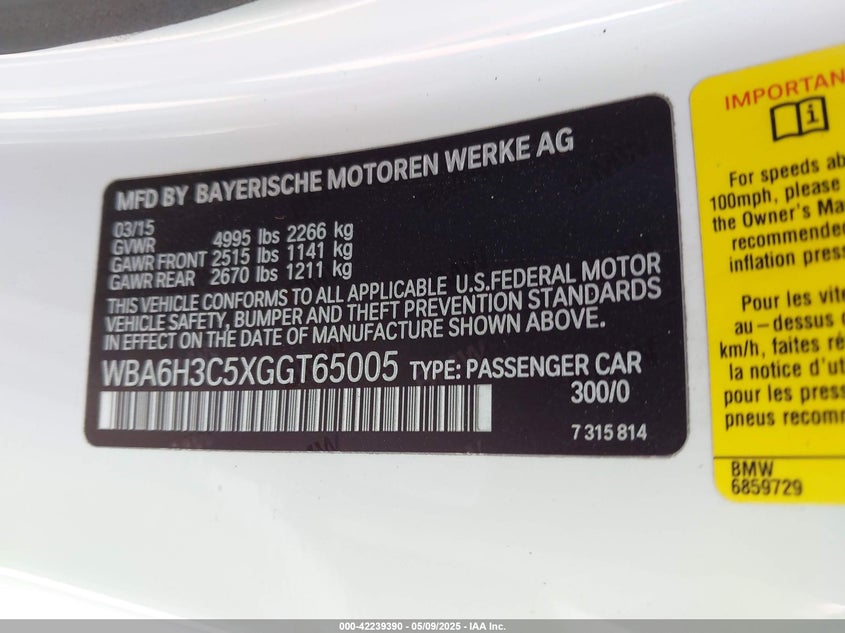 MFD BY BAYERISCHE MOTOREN WERKE AG
03/15
GVWR 4995 lbs 2266 kg
GAWR FRONT 2515 lbs 1141 kg
GAWR REAR 2670 lbs 1211 kg
THIS VEHICLE CONFORMS TO ALL APPLICABLE U.S.FEDERAL MOTOR
VEHICLE SAFETY, BUMPER AND THEFT PREVENTION STANDARDS
IN EFFECT ON THE DATE OF MANUFACTURE SHOWN ABOVE.
WBA6H3C5XGGT65005 TYPE: PASSENGER CAR
300/0
7 315 814
IMPORTAN
i
For speeds ab
100mph, please
the Owner's Ma
recommended
inflation press
Pour les vite
au-dessus d
km/h, faites ré
la notice d'ut
pour les press
pneus recomm
BMW
6859729
000-42239390 - 05/09/2025 - IAA Inc.